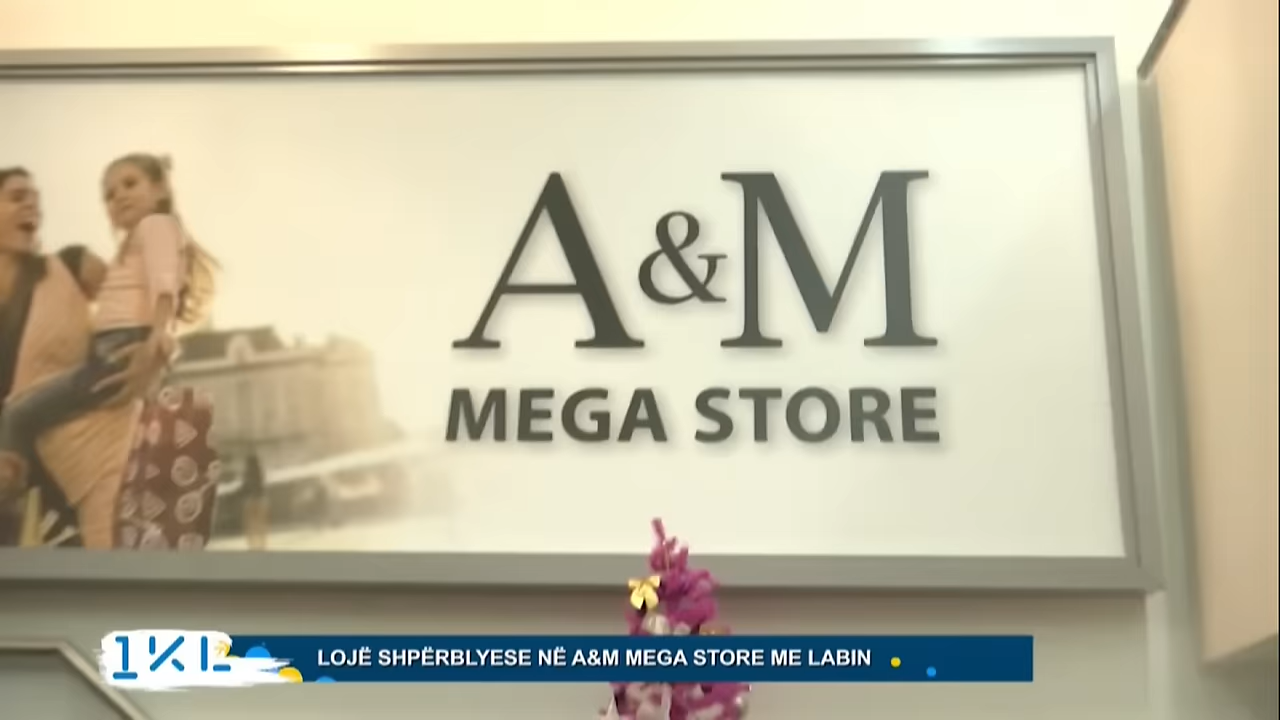 A&M
MEGA STORE
1KL
LOJË SHPËRBLYESE NË A&M MEGA STORE ME LABIN